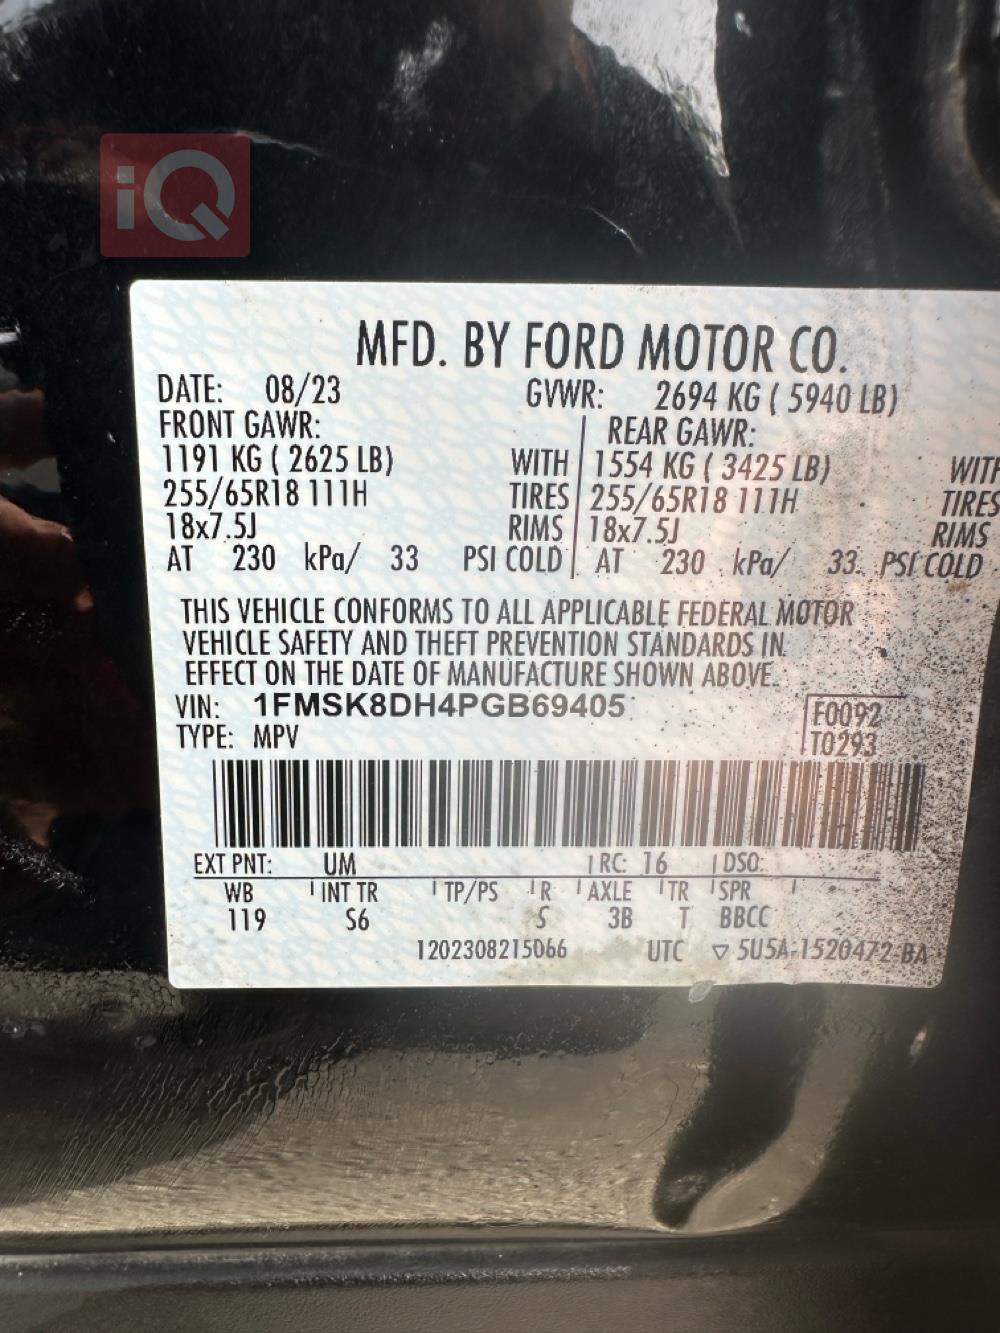 iQ
MFD. BY FORD MOTOR CO.
DATE: 08/23 GVWR: 2694 KG ( 5940 LB)
FRONT GAWR: REAR GAWR:
1191 KG ( 2625 LB) WITH 1554 KG ( 3425 LB) WITH
255/65R18 111H TIRES 255/65R18 111H TIRES
18x7.5J RIMS 18x7.5J RIMS
AT 230 kPa/ 33 PSI COLD AT 230 kPa/ 33 PSI COLD
THIS VEHICLE CONFORMS TO ALL APPLICABLE FEDERAL MOTOR
VEHICLE SAFETY AND THEFT PREVENTION STANDARDS IN
EFFECT ON THE DATE OF MANUFACTURE SHOWN ABOVE.
VIN: 1FMSK8DH4PGB69405 F0092
TYPE: MPV T0293
EXT PNT: UM RC: 16 DSO:
WB INT TR TP/PS R AXLE TR SPR
119 S6 S 3B T BBCC
1202308215066 UTC ▽ 5U5A-1520472-BA